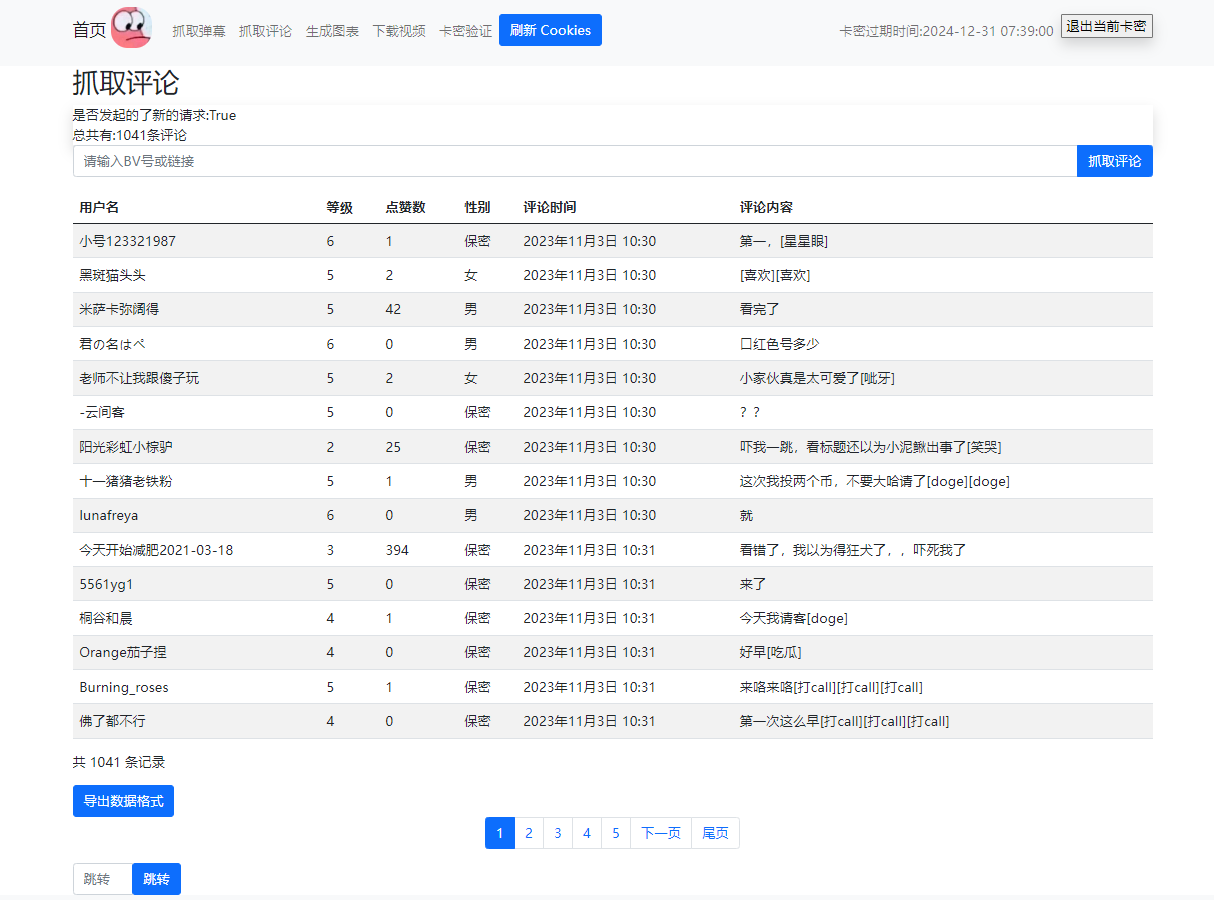 首页 抓取弹幕 抓取评论 生成图表 下载视频 卡密验证 刷新 Cookies 卡密过期时间:2024-12-31 07:39:00 退出当前卡密
抓取评论
是否发起的了新的请求:True
总共有:1041条评论
请输入BV号或链接 抓取评论
用户名 等级 点赞数 性别 评论时间 评论内容
小号123321987 6 1 保密 2023年11月3日 10:30 第一，[星星眼]
黑斑猫头头 5 2 女 2023年11月3日 10:30 [喜欢][喜欢]
米萨卡弥阔得 5 42 男 2023年11月3日 10:30 看完了
君の名はペ 6 0 男 2023年11月3日 10:30 口红色号多少
老师不让我跟傻子玩 5 2 女 2023年11月3日 10:30 小家伙真是太可爱了[呲牙]
-云间客 5 0 保密 2023年11月3日 10:30 ？？
阳光彩虹小棕驴 2 25 保密 2023年11月3日 10:30 吓我一跳，看标题还以为小泥鳅出事了[笑哭]
十一猪猪老铁粉 5 1 男 2023年11月3日 10:30 这次我投两个币，不要大哈请了[doge][doge]
lunafreya 6 0 男 2023年11月3日 10:30 就
今天开始减肥2021-03-18 3 394 保密 2023年11月3日 10:31 看错了，我以为得狂犬了，，吓死我了
5561yg1 5 0 保密 2023年11月3日 10:31 来了
桐谷和晨 4 1 保密 2023年11月3日 10:31 今天我请客[doge]
Orange茄子捏 4 0 保密 2023年11月3日 10:31 好早[吃瓜]
Burning_roses 5 1 保密 2023年11月3日 10:31 来咯来咯[打call][打call][打call]
佛了都不行 4 0 保密 2023年11月3日 10:31 第一次这么早[打call][打call][打call]
共 1041 条记录
导出数据格式
1 2 3 4 5 下一页 尾页
跳转 跳转